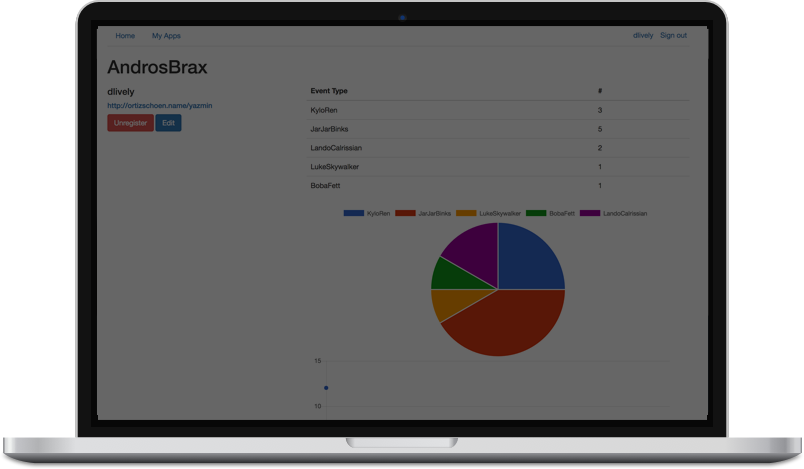 Home My Apps dlively Sign out
AndrosBrax
dlively
http://ortizschoen.name/yazmin
Unregister Edit
Event Type #
KyloRen 3
JarJarBinks 5
LandoCalrissian 2
LukeSkywalker 1
BobaFett 1
KyloRen JarJarBinks LukeSkywalker BobaFett LandoCalrissian
15
10